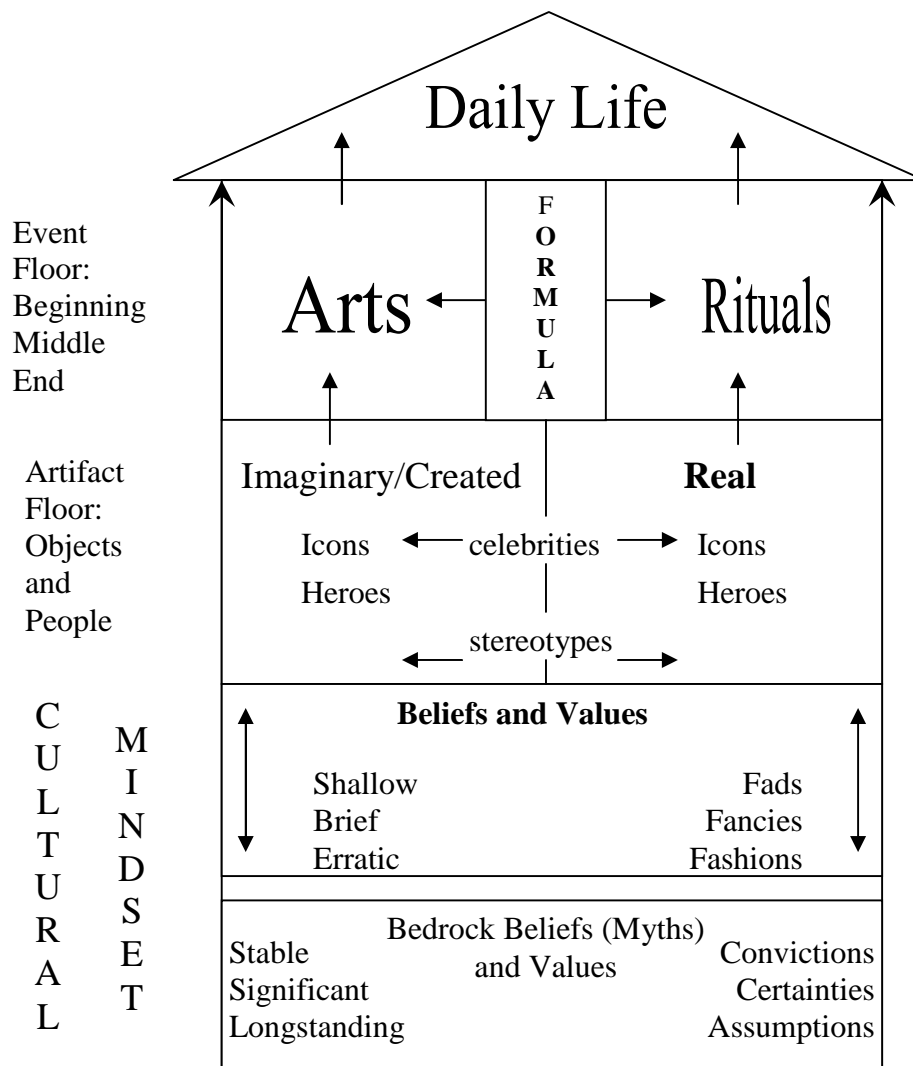 Daily Life
Event
Floor:
Beginning
Middle
End
Arts
F
O
R
M
U
L
A
Rituals
Artifact
Floor:
Objects
and
People
Imaginary/Created
Real
Icons
celebrities
Icons
Heroes
Heroes
stereotypes
C
U
L
T
U
R
A
L
M
I
N
D
S
E
T
Beliefs and Values
Shallow
Brief
Erratic
Fads
Fancies
Fashions
Bedrock Beliefs (Myths)
and Values
Stable
Significant
Longstanding
Convictions
Certainties
Assumptions